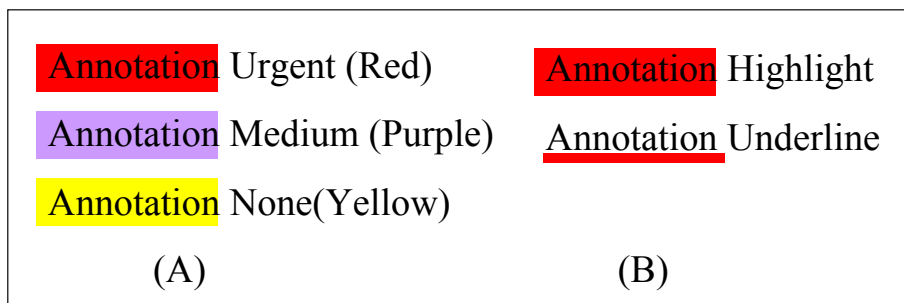 Annotation Urgent (Red)
Annotation Medium (Purple)
Annotation None(Yellow)
(A)
Annotation Highlight
Annotation Underline
(B)